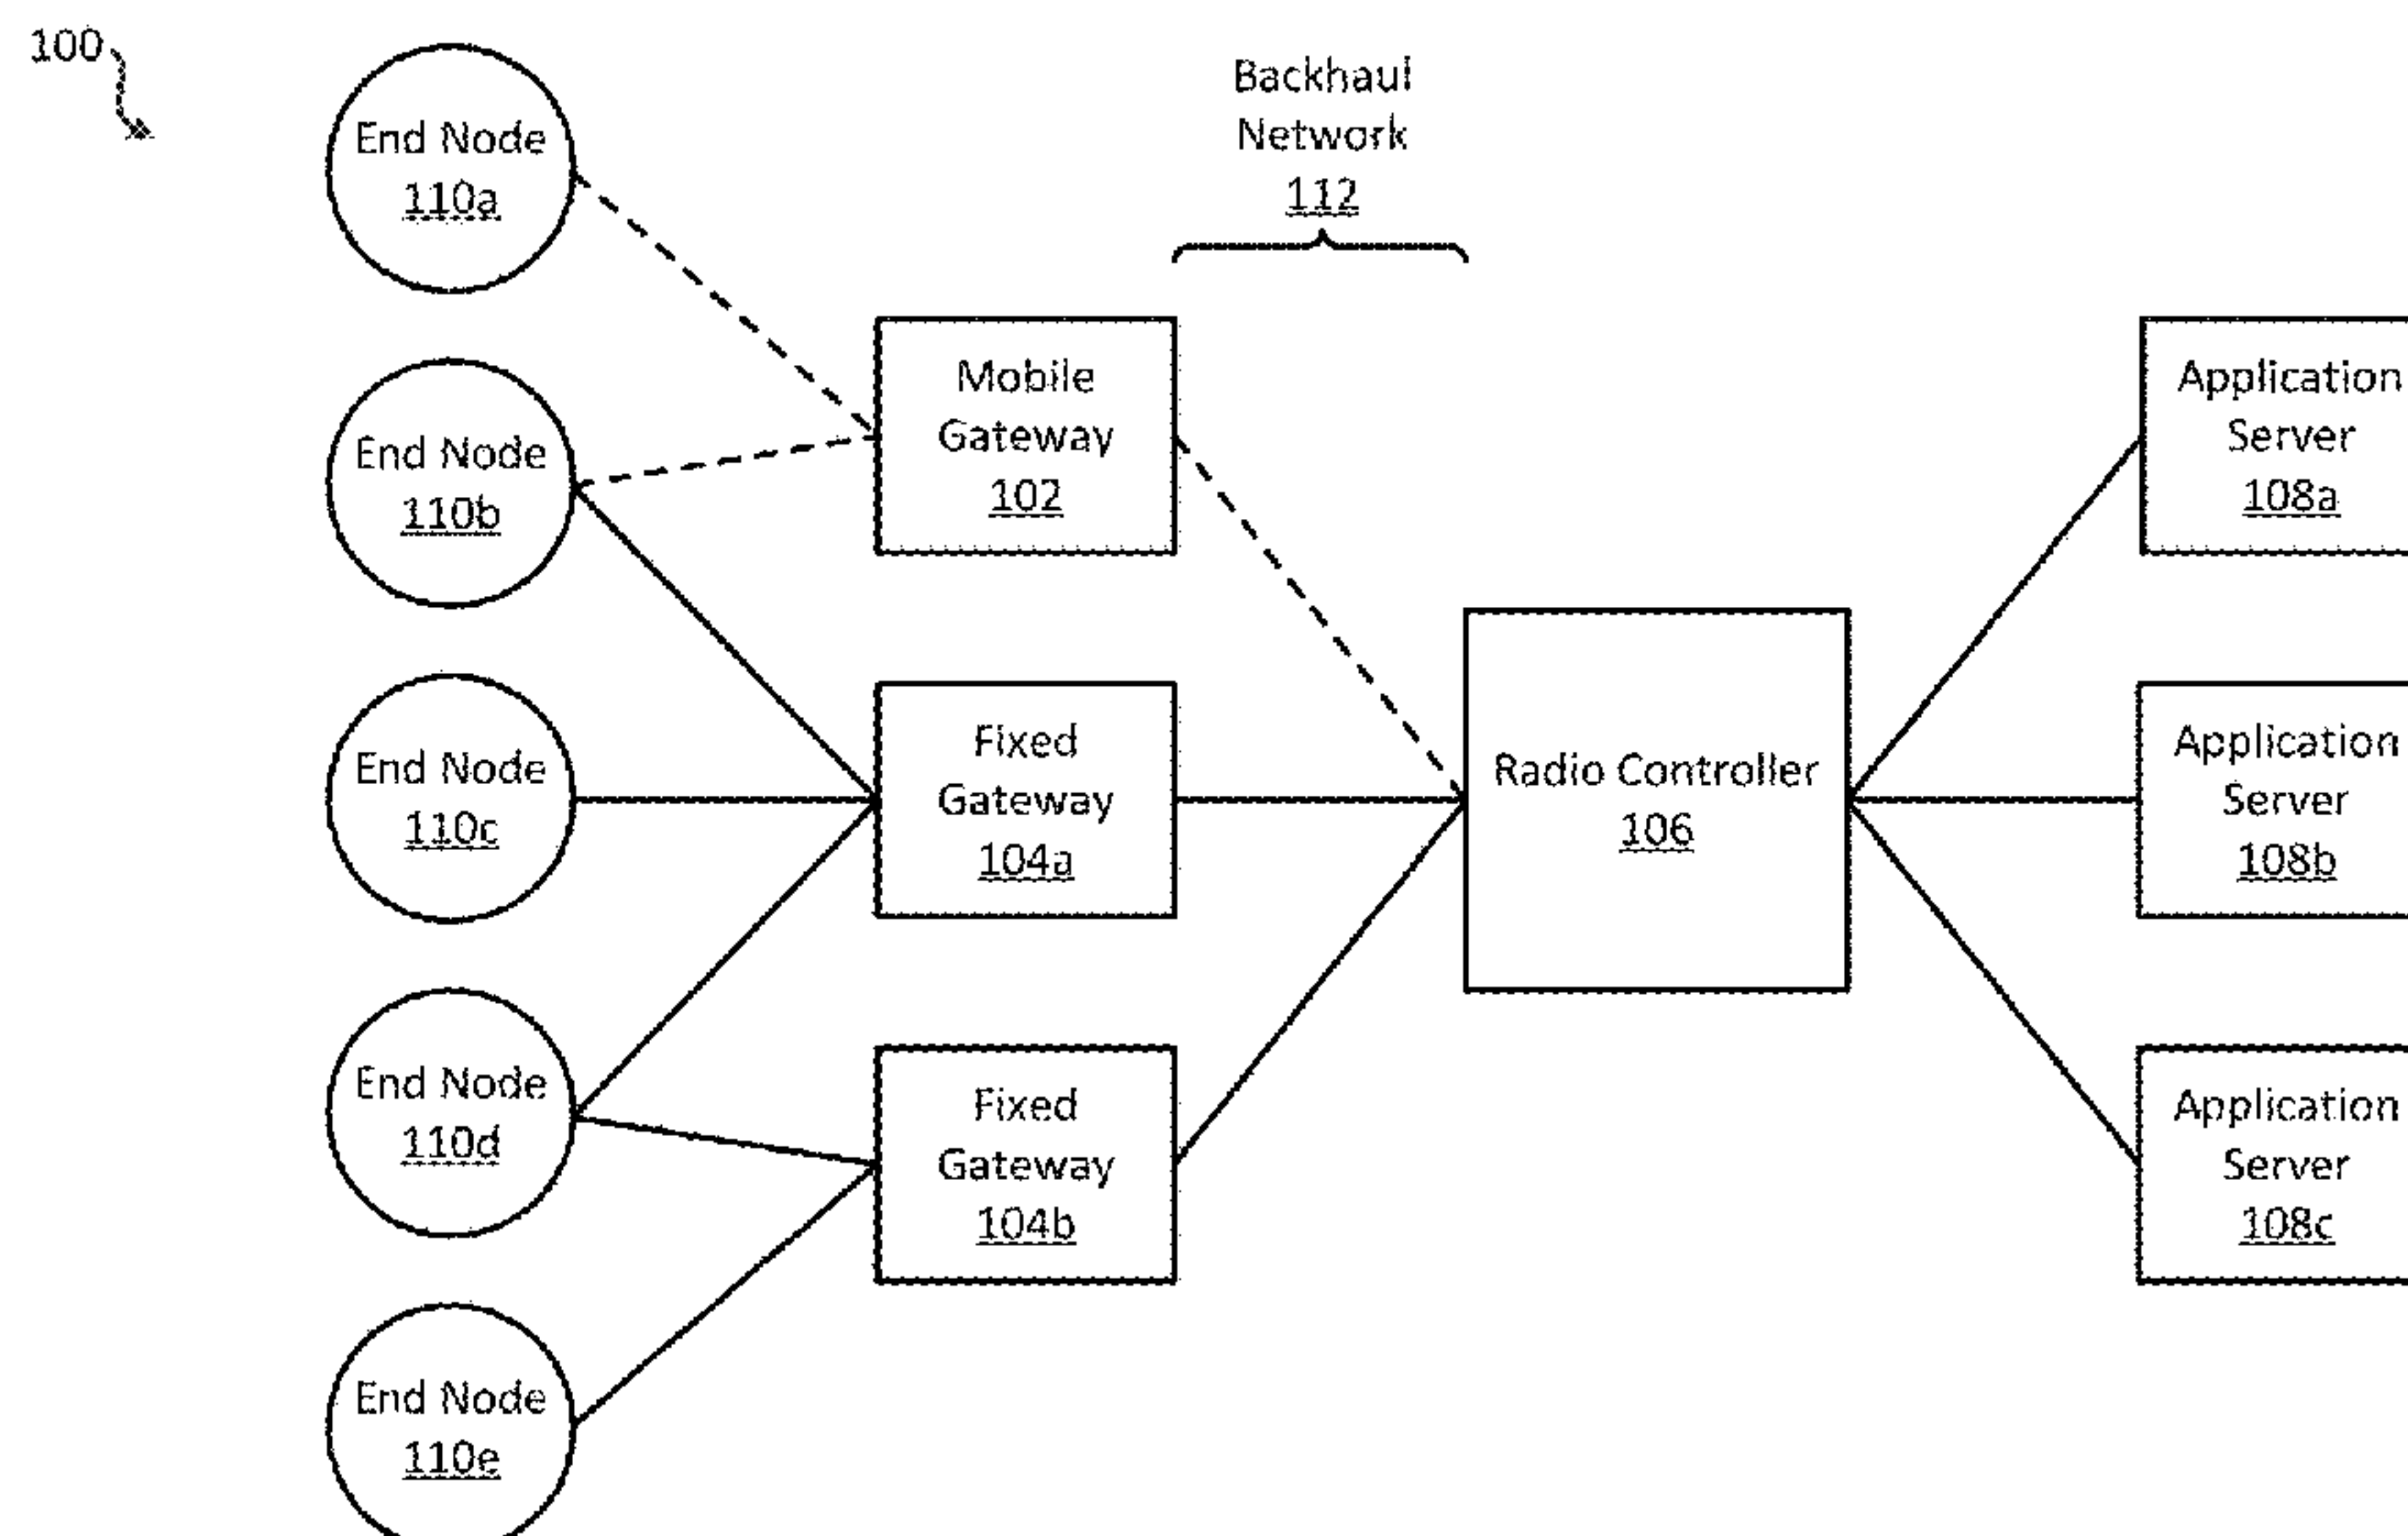 100
End Node
110a
Backhaul
Network
112
End Node
110b
Mobile
Gateway
102
Application
Server
108a
End Node
110c
Fixed
Gateway
104a
Radio Controller
106
Application
Server
108b
End Node
110d
Fixed
Gateway
104b
Application
Server
108c
End Node
110e